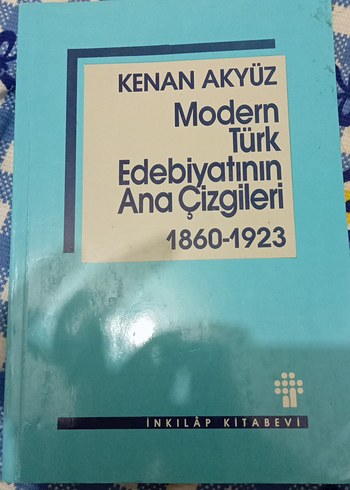 KENAN AKYÜZ
Modern
Türk
Edebiyatının
Ana Çizgileri
1860-1923
İNKILÂP KİTABEVİ